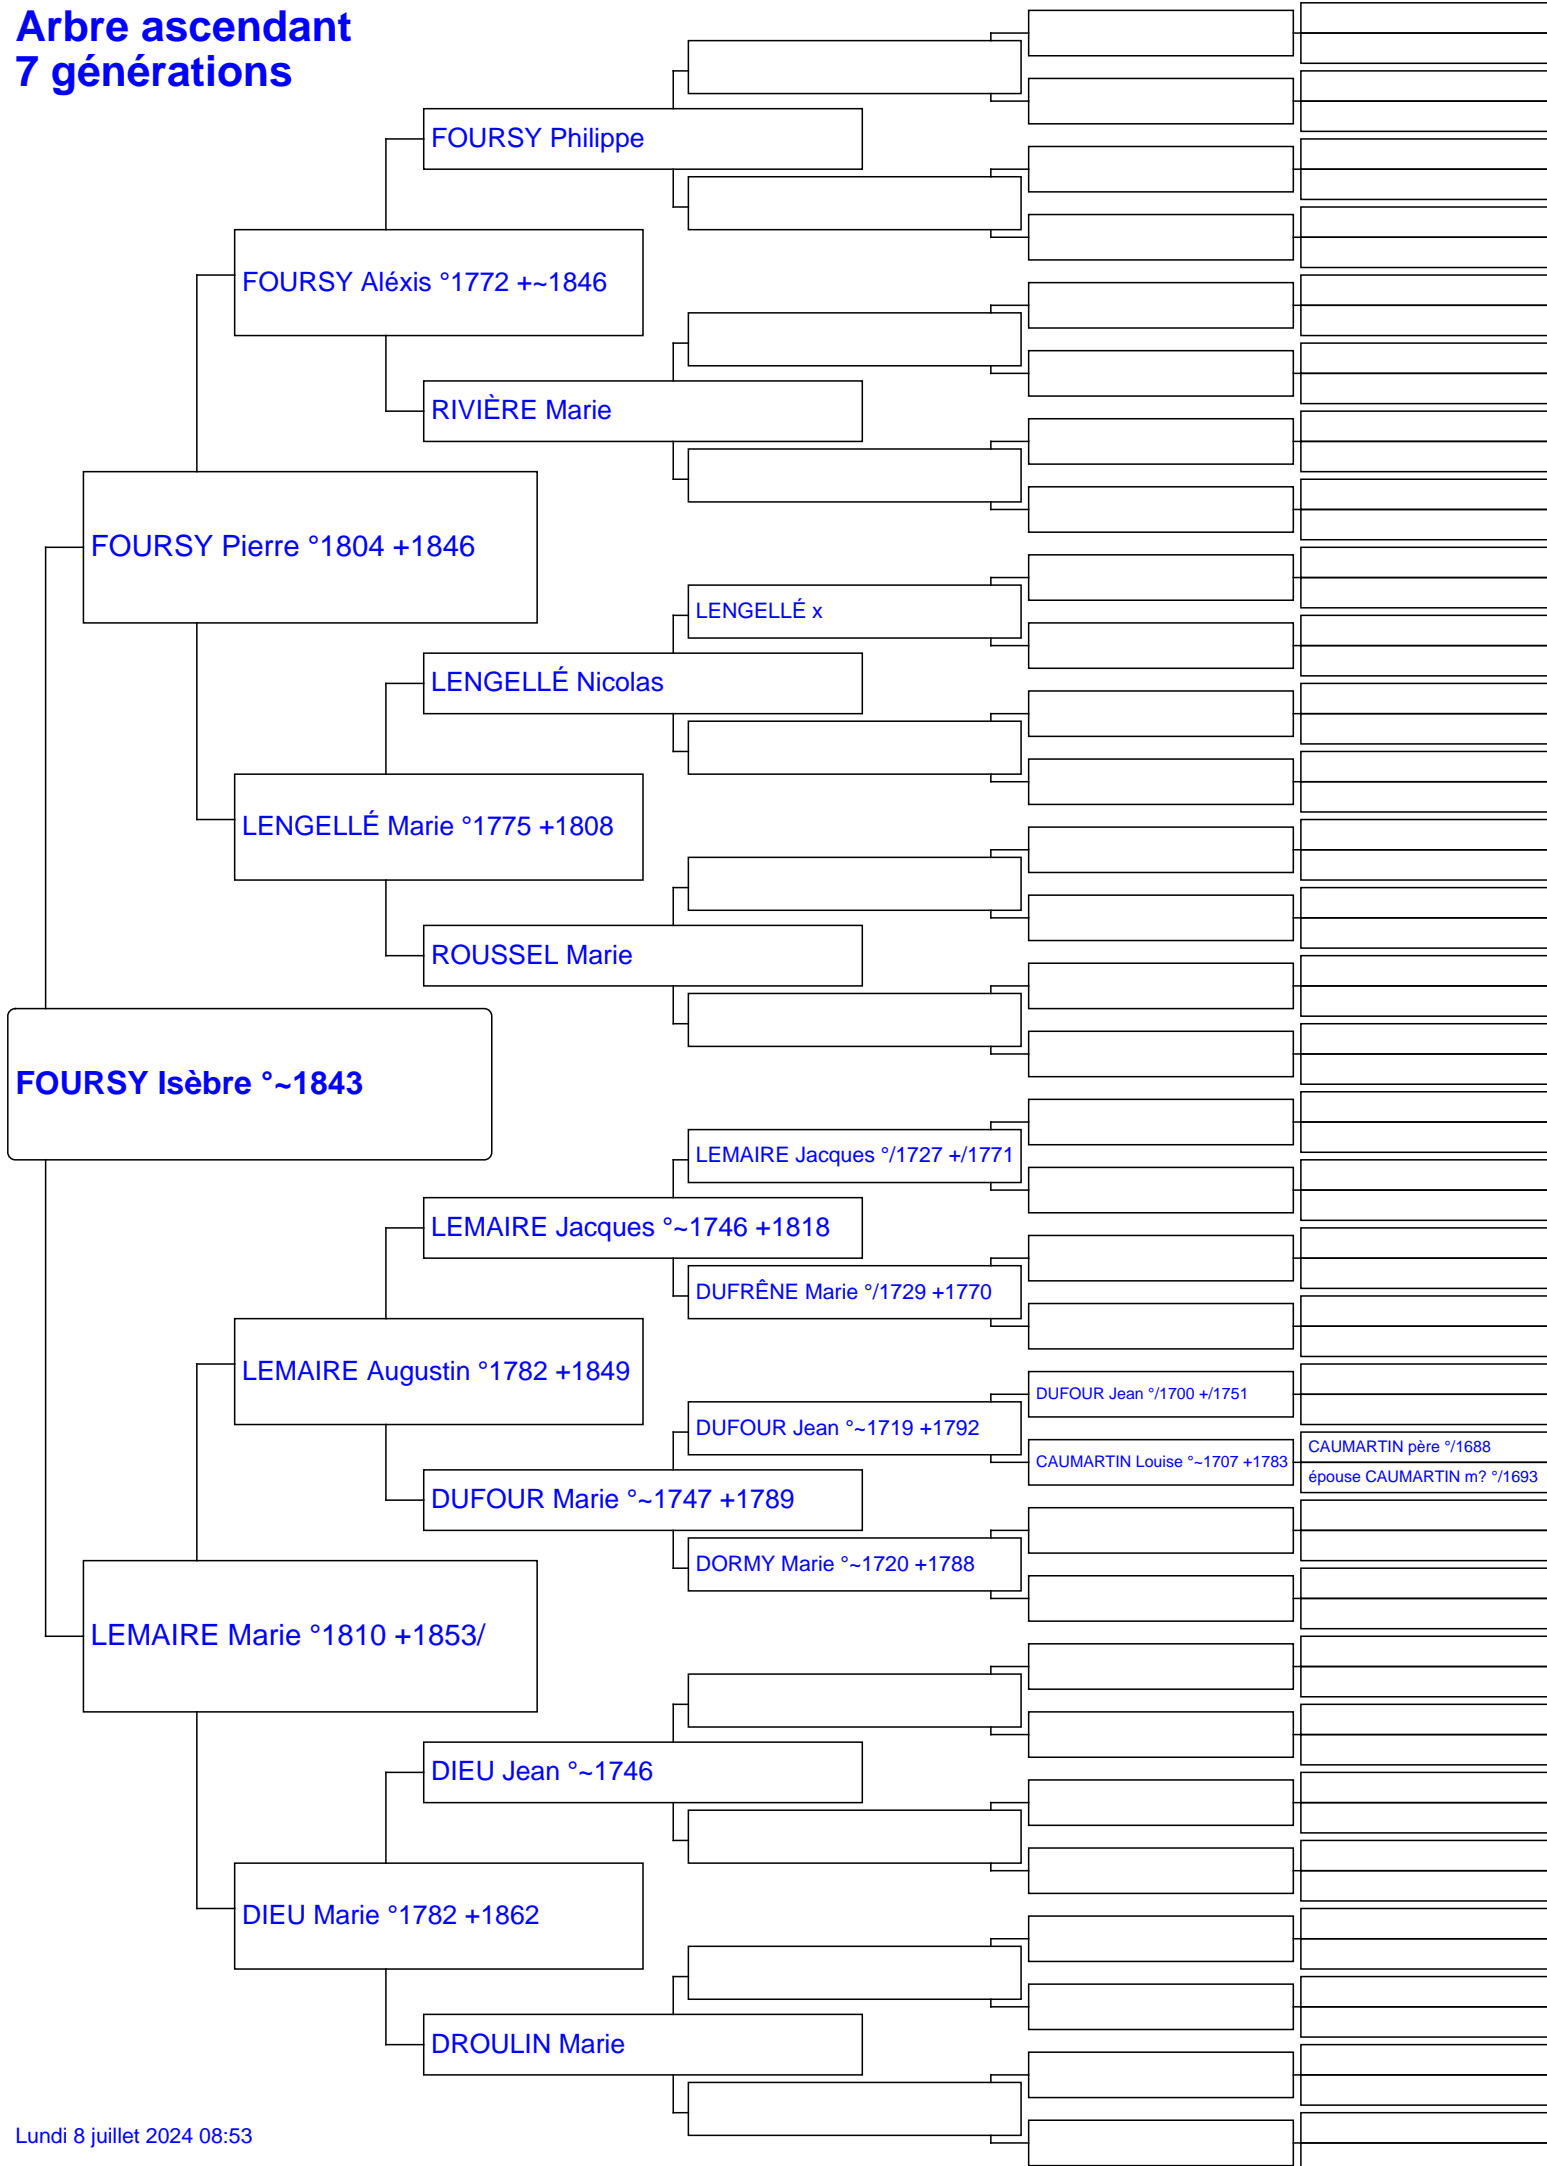 Arbre ascendant
7 générations
FOURSY Philippe
FOURSY Aléxis °1772 +~1846
RIVIÈRE Marie
FOURSY Pierre °1804 +1846
LENGELLÉ x
LENGELLÉ Nicolas
LENGELLÉ Marie °1775 +1808
ROUSSEL Marie
FOURSY Isèbre °~1843
LEMAIRE Jacques °/1727 +/1771
LEMAIRE Jacques °~1746 +1818
DUFRÊNE Marie °/1729 +1770
LEMAIRE Augustin °1782 +1849
DUFOUR Jean °/1700 +/1751
DUFOUR Jean °~1719 +1792
CAUMARTIN père °/1688
CAUMARTIN Louise °~1707 +1783
épouse CAUMARTIN m? °/1693
DUFOUR Marie °~1747 +1789
DORMY Marie °~1720 +1788
LEMAIRE Marie °1810 +1853/
DIEU Jean °~1746
DIEU Marie °1782 +1862
DROULIN Marie
Lundi 8 juillet 2024 08:53